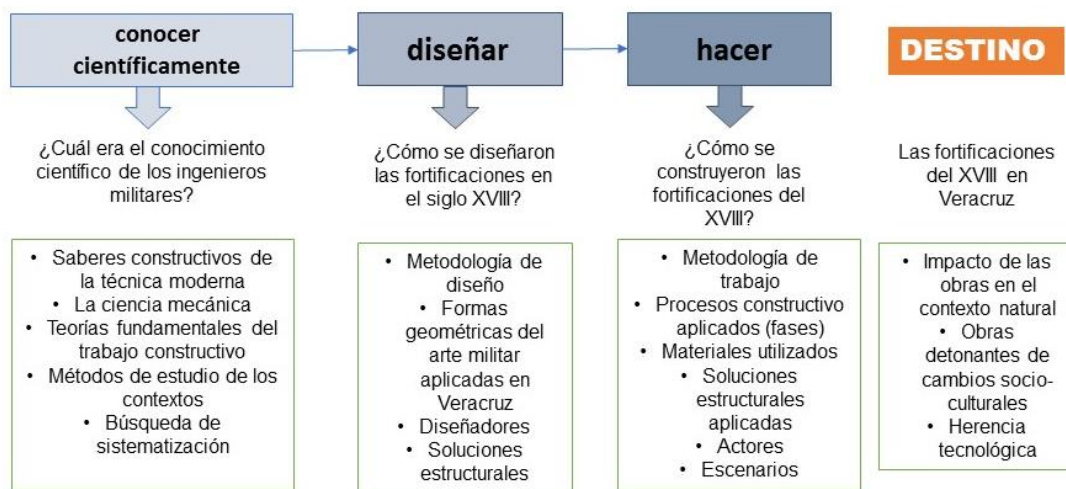 conocer
científicamente
diseñar
hacer
DESTINO
¿Cuál era el conocimiento
científico de los ingenieros
militares?
¿Cómo se diseñaron
las fortificaciones en
el siglo XVIII?
¿Cómo se
construyeron las
fortificaciones del
XVIII?
Las fortificaciones
del XVIII en
Veracruz
• Saberes constructivos de
la técnica moderna
• La ciencia mecánica
• Teorías fundamentales del
trabajo constructivo
• Métodos de estudio de los
contextos
• Búsqueda de
sistematización
• Metodología de
diseño
• Formas
geométricas del
arte militar
aplicadas en
Veracruz
• Diseñadores
• Soluciones
estructurales
• Metodología de
trabajo
• Procesos constructivo
aplicados (fases)
• Materiales utilizados
• Soluciones
estructurales
aplicadas
• Actores
• Escenarios
• Impacto de las
obras en el
contexto natural
• Obras
detonantes de
cambios socio-
culturales
• Herencia
tecnológica